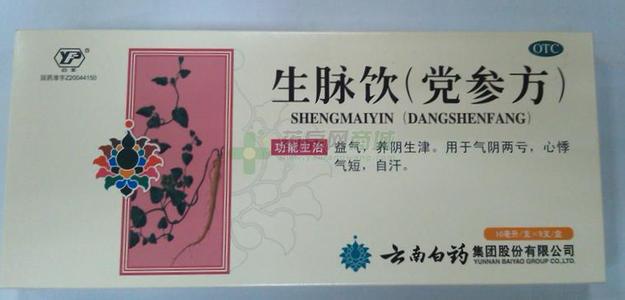 YP
®
国药准字Z20044150
OTC
生脉饮(党参方)
SHENGMAIYIN (DANGSHENFANG)
功能主治 益气,养阴生津。用于气阴两亏,心悸
气短,自汗。
10毫升/支×8支/盒
云南白药集团股份有限公司
YUNNAN BAIYAO GROUP CO.,LTD.